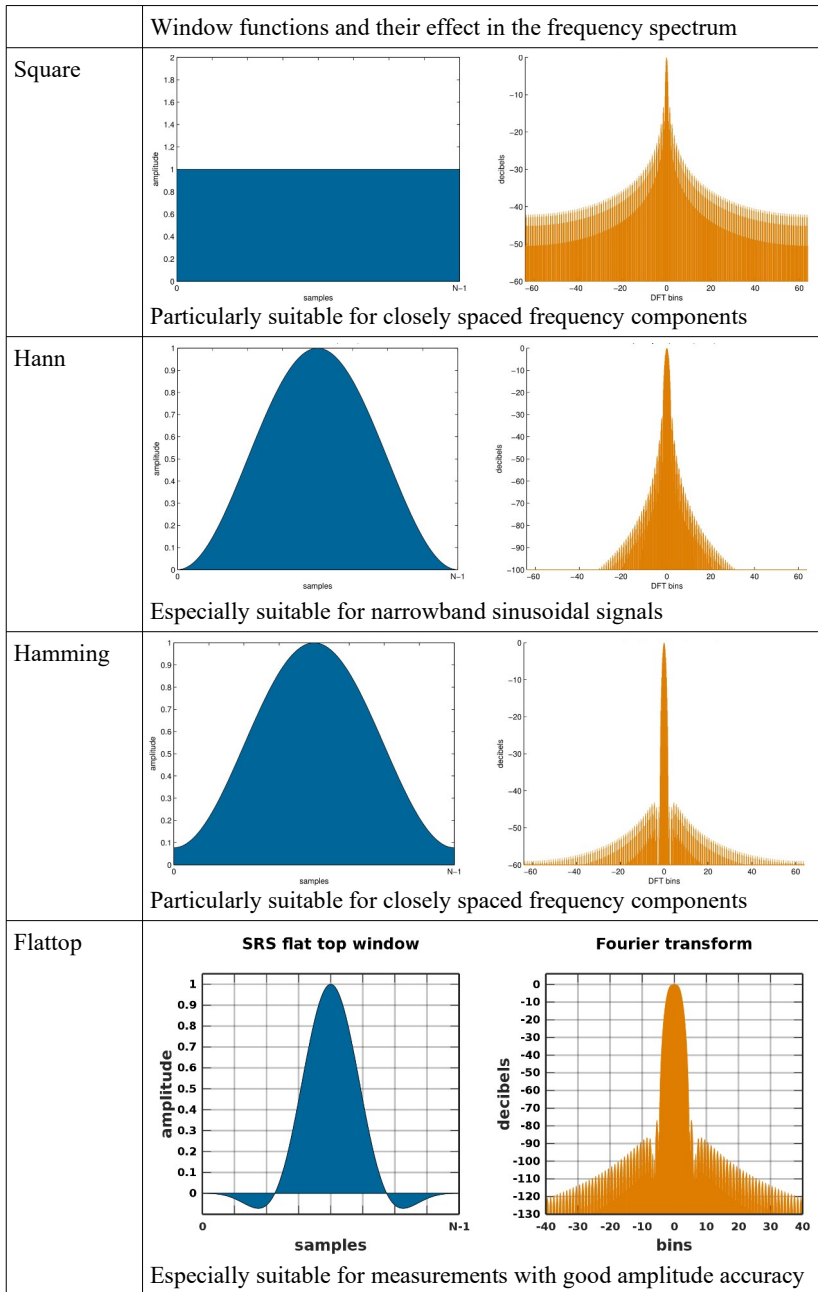 Window functions and their effect in the frequency spectrum
Square
2
1.8
1.6
1.4
1.2
1
0.8
0.6
0.4
0.2
0
amplitude
0
N−1
samples
0
−10
−20
−30
−40
−50
−60
decibels
−60 −40 −20 0 20 40 60
DFT bins
Particularly suitable for closely spaced frequency components
Hann
1
0.9
0.8
0.7
0.6
0.5
0.4
0.3
0.2
0.1
0
amplitude
0
N−1
samples
0
−10
−20
−30
−40
−50
−60
−70
−80
−90
−100
decibels
−60 −40 −20 0 20 40 60
DFT bins
Especially suitable for narrowband sinusoidal signals
Hamming
1
0.9
0.8
0.7
0.6
0.5
0.4
0.3
0.2
0.1
0
amplitude
0
N−1
samples
0
−10
−20
−30
−40
−50
−60
decibels
−60 −40 −20 0 20 40 60
DFT bins
Particularly suitable for closely spaced frequency components
Flattop
SRS flat top window
1
0.9
0.8
0.7
0.6
0.5
0.4
0.3
0.2
0.1
0
amplitude
0
N-1
samples
Fourier transform
0
-10
-20
-30
-40
-50
-60
-70
-80
-90
-100
-110
-120
-130
decibels
-40 -30 -20 -10 0 10 20 30 40
bins
Especially suitable for measurements with good amplitude accuracy